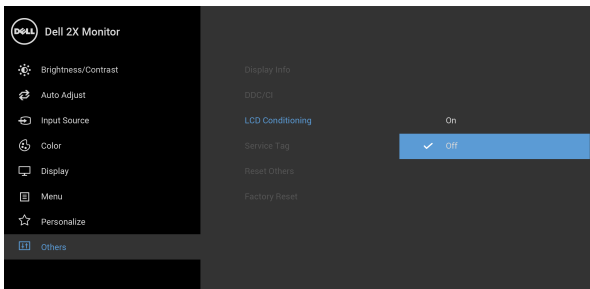 DELL Dell 2X Monitor
Brightness/Contrast
Auto Adjust
Input Source
Color
Display
Menu
Personalize
Others
Display Info
DDC/CI
LCD Conditioning
Service Tag
Reset Others
Factory Reset
On
Off